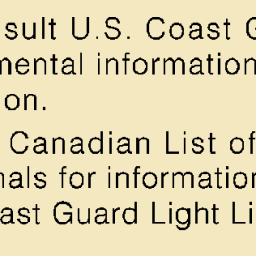 sult U.S. Coast G
mental information
on.
Canadian List of
nals for information
ast Guard Light Li